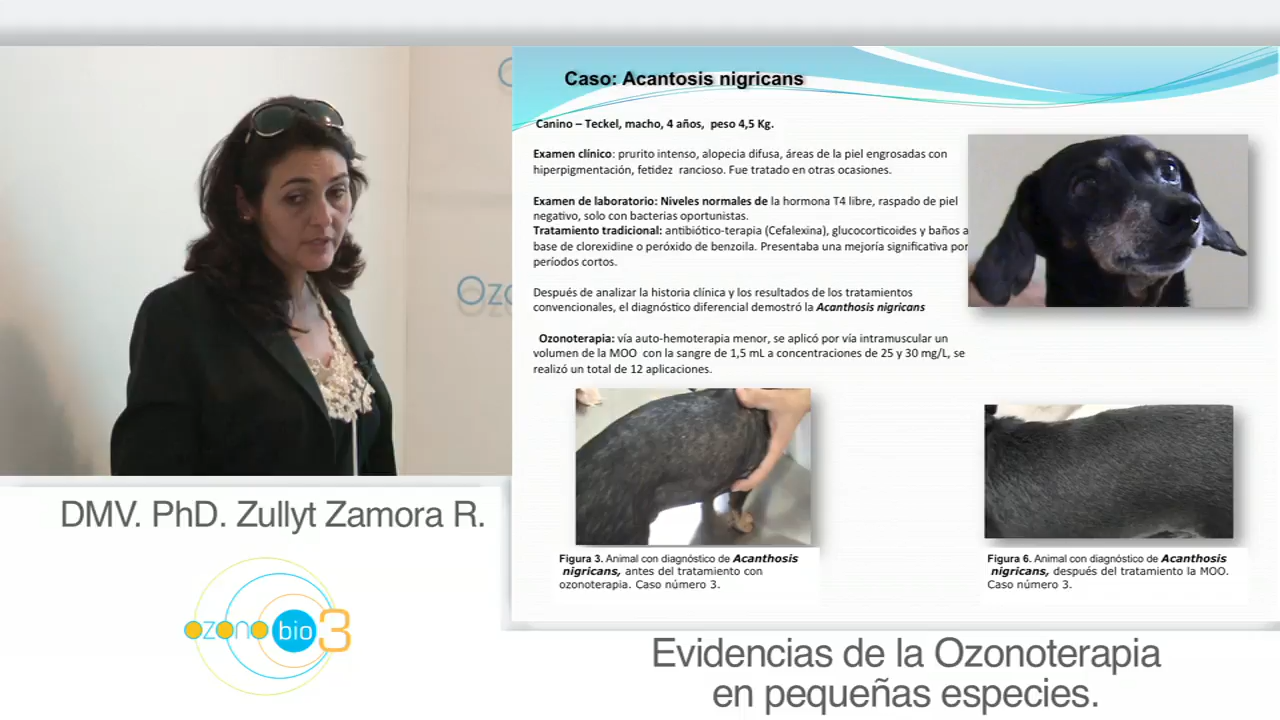 Caso: Acantosis nigricans
Canino – Teckel, macho, 4 años, peso 4,5 Kg.
Examen clínico: prurito intenso, alopecia difusa, áreas de la piel engrosadas con
hiperpigmentación, fetidez rancioso. Fue tratado en otras ocasiones.
Examen de laboratorio: Niveles normales de la hormona T4 libre, raspado de piel
negativo, solo con bacterias oportunistas.
Tratamiento tradicional: antibiótico-terapia (Cefalexina), glucocorticoides y baños a
base de clorexidine o peróxido de benzoila. Presentaba una mejoría significativa por
períodos cortos.
Después de analizar la historia clínica y los resultados de los tratamientos
convencionales, el diagnóstico diferencial demostró la Acanthosis nigricans
Ozonoterapia: vía auto-hemoterapia menor, se aplicó por vía intramuscular un
volumen de la MOO con la sangre de 1,5 mL a concentraciones de 25 y 30 mg/L, se
realizó un total de 12 aplicaciones.
Figura 3. Animal con diagnóstico de Acanthosis
nigricans, antes del tratamiento con
ozonoterapia. Caso número 3.
Figura 6. Animal con diagnóstico de Acanthosis
nigricans, después del tratamiento la MOO.
Caso número 3.
Ozo
DMV. PhD. Zullyt Zamora R.
ozono bio 3
Evidencias de la Ozonoterapia
en pequeñas especies.